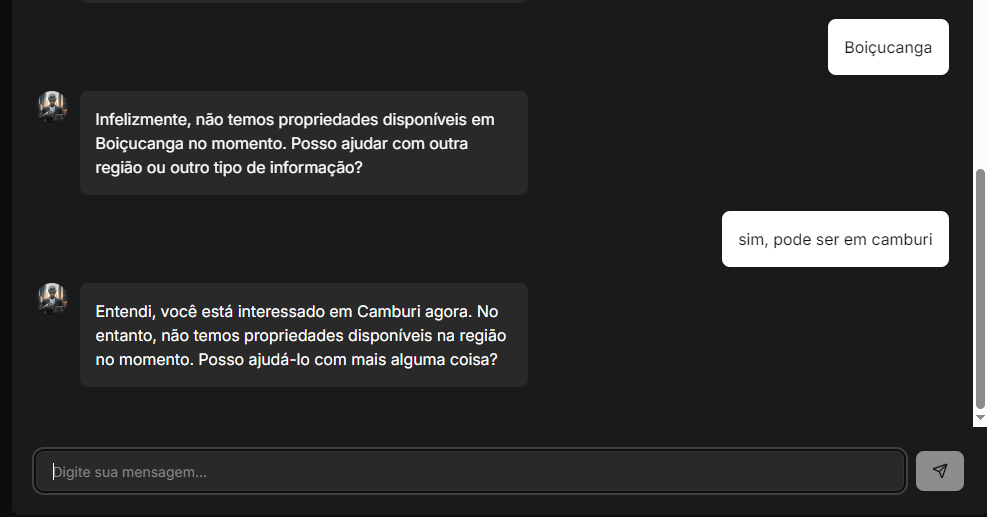 Boiçucanga
Infelizmente, não temos propriedades disponíveis em
Boiçucanga no momento. Posso ajudar com outra
região ou outro tipo de informação?
sim, pode ser em camburi
Entendi, você está interessado em Camburi agora. No
entanto, não temos propriedades disponíveis na região
no momento. Posso ajudá-lo com mais alguma coisa?
Digite sua mensagem...